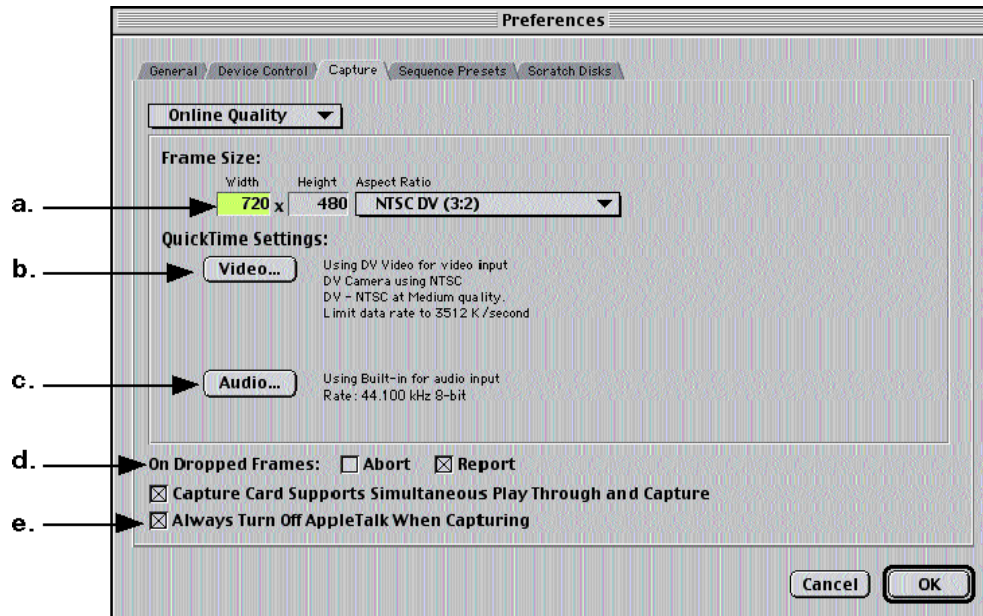 Preferences
General Device Control Capture Sequence Presets Scratch Disks
Online Quality
Frame Size:
Width Height Aspect Ratio
a. 720 x 480 NTSC DV (3:2)
QuickTime Settings:
b. Video... Using DV Video for video input
DV Camera using NTSC
DV - NTSC at Medium quality.
Limit data rate to 3512 K/second
c. Audio... Using Built-in for audio input
Rate: 44.100 kHz 8-bit
d. On Dropped Frames: Abort Report
Capture Card Supports Simultaneous Play Through and Capture
e. Always Turn Off AppleTalk When Capturing
Cancel OK